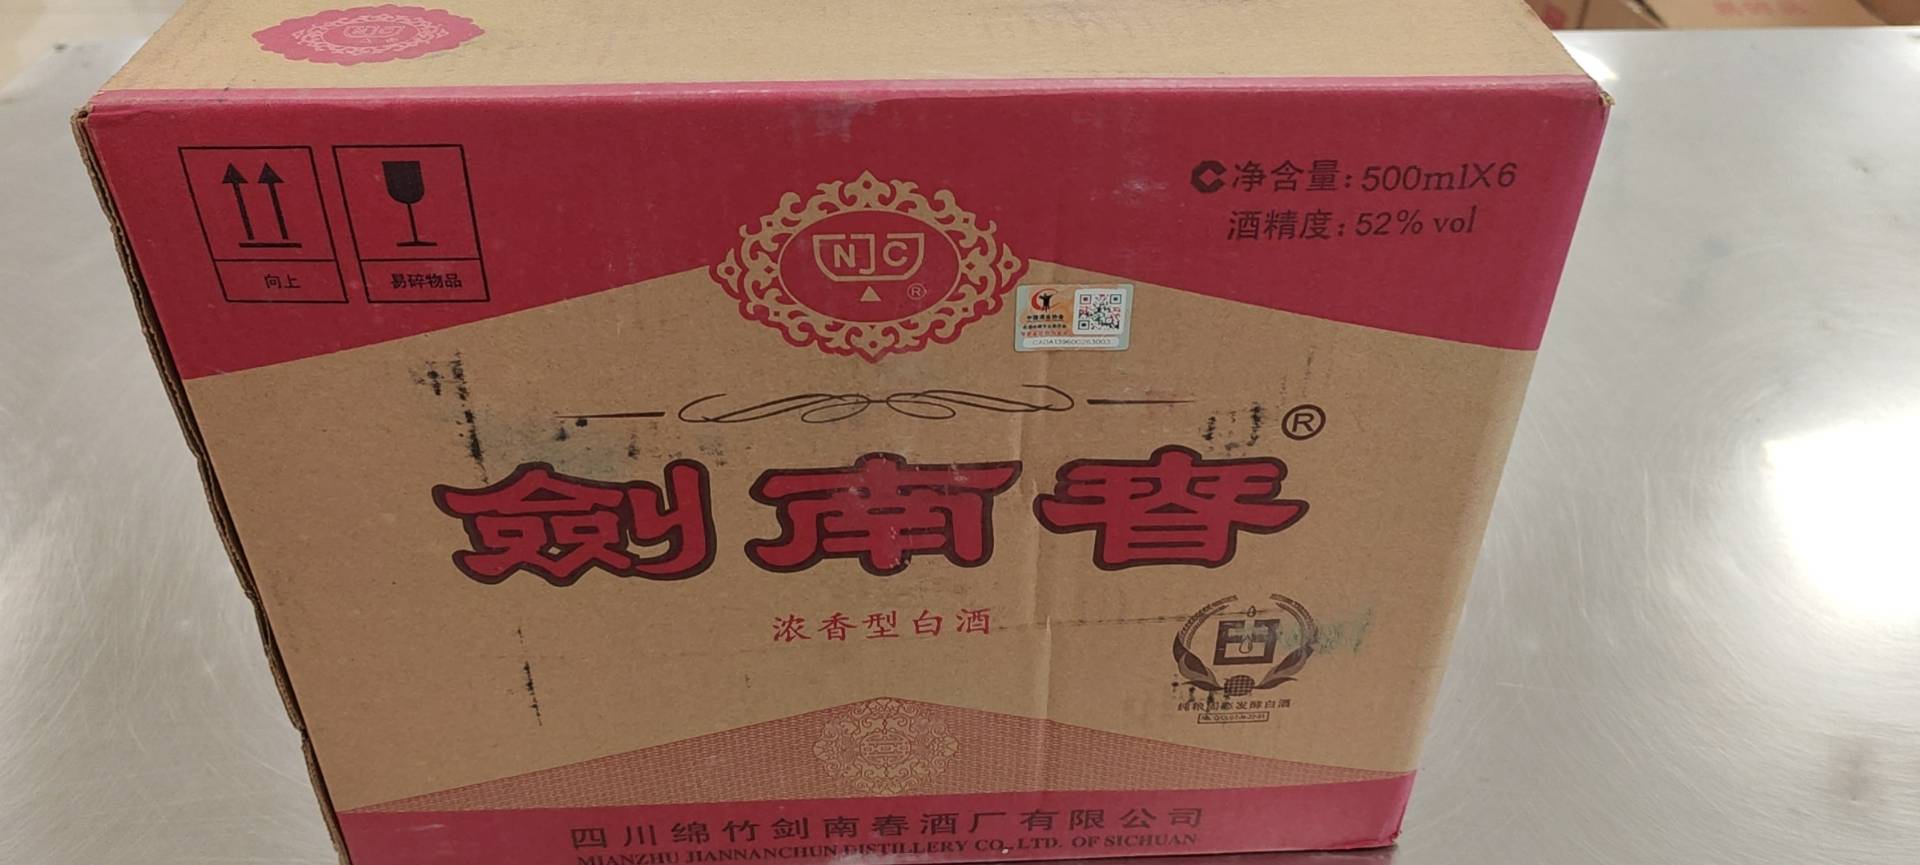 向上
易碎物品
NJC
®
净含量:500mlX6
酒精度:52% vol
CADA139600263003
®
劍南春
浓香型白酒
纯粮固态发酵白酒
四川绵竹剑南春酒厂有限公司
MIANZHU JIANNANCHUN DISTILLERY CO.,LTD. OF SICHUAN